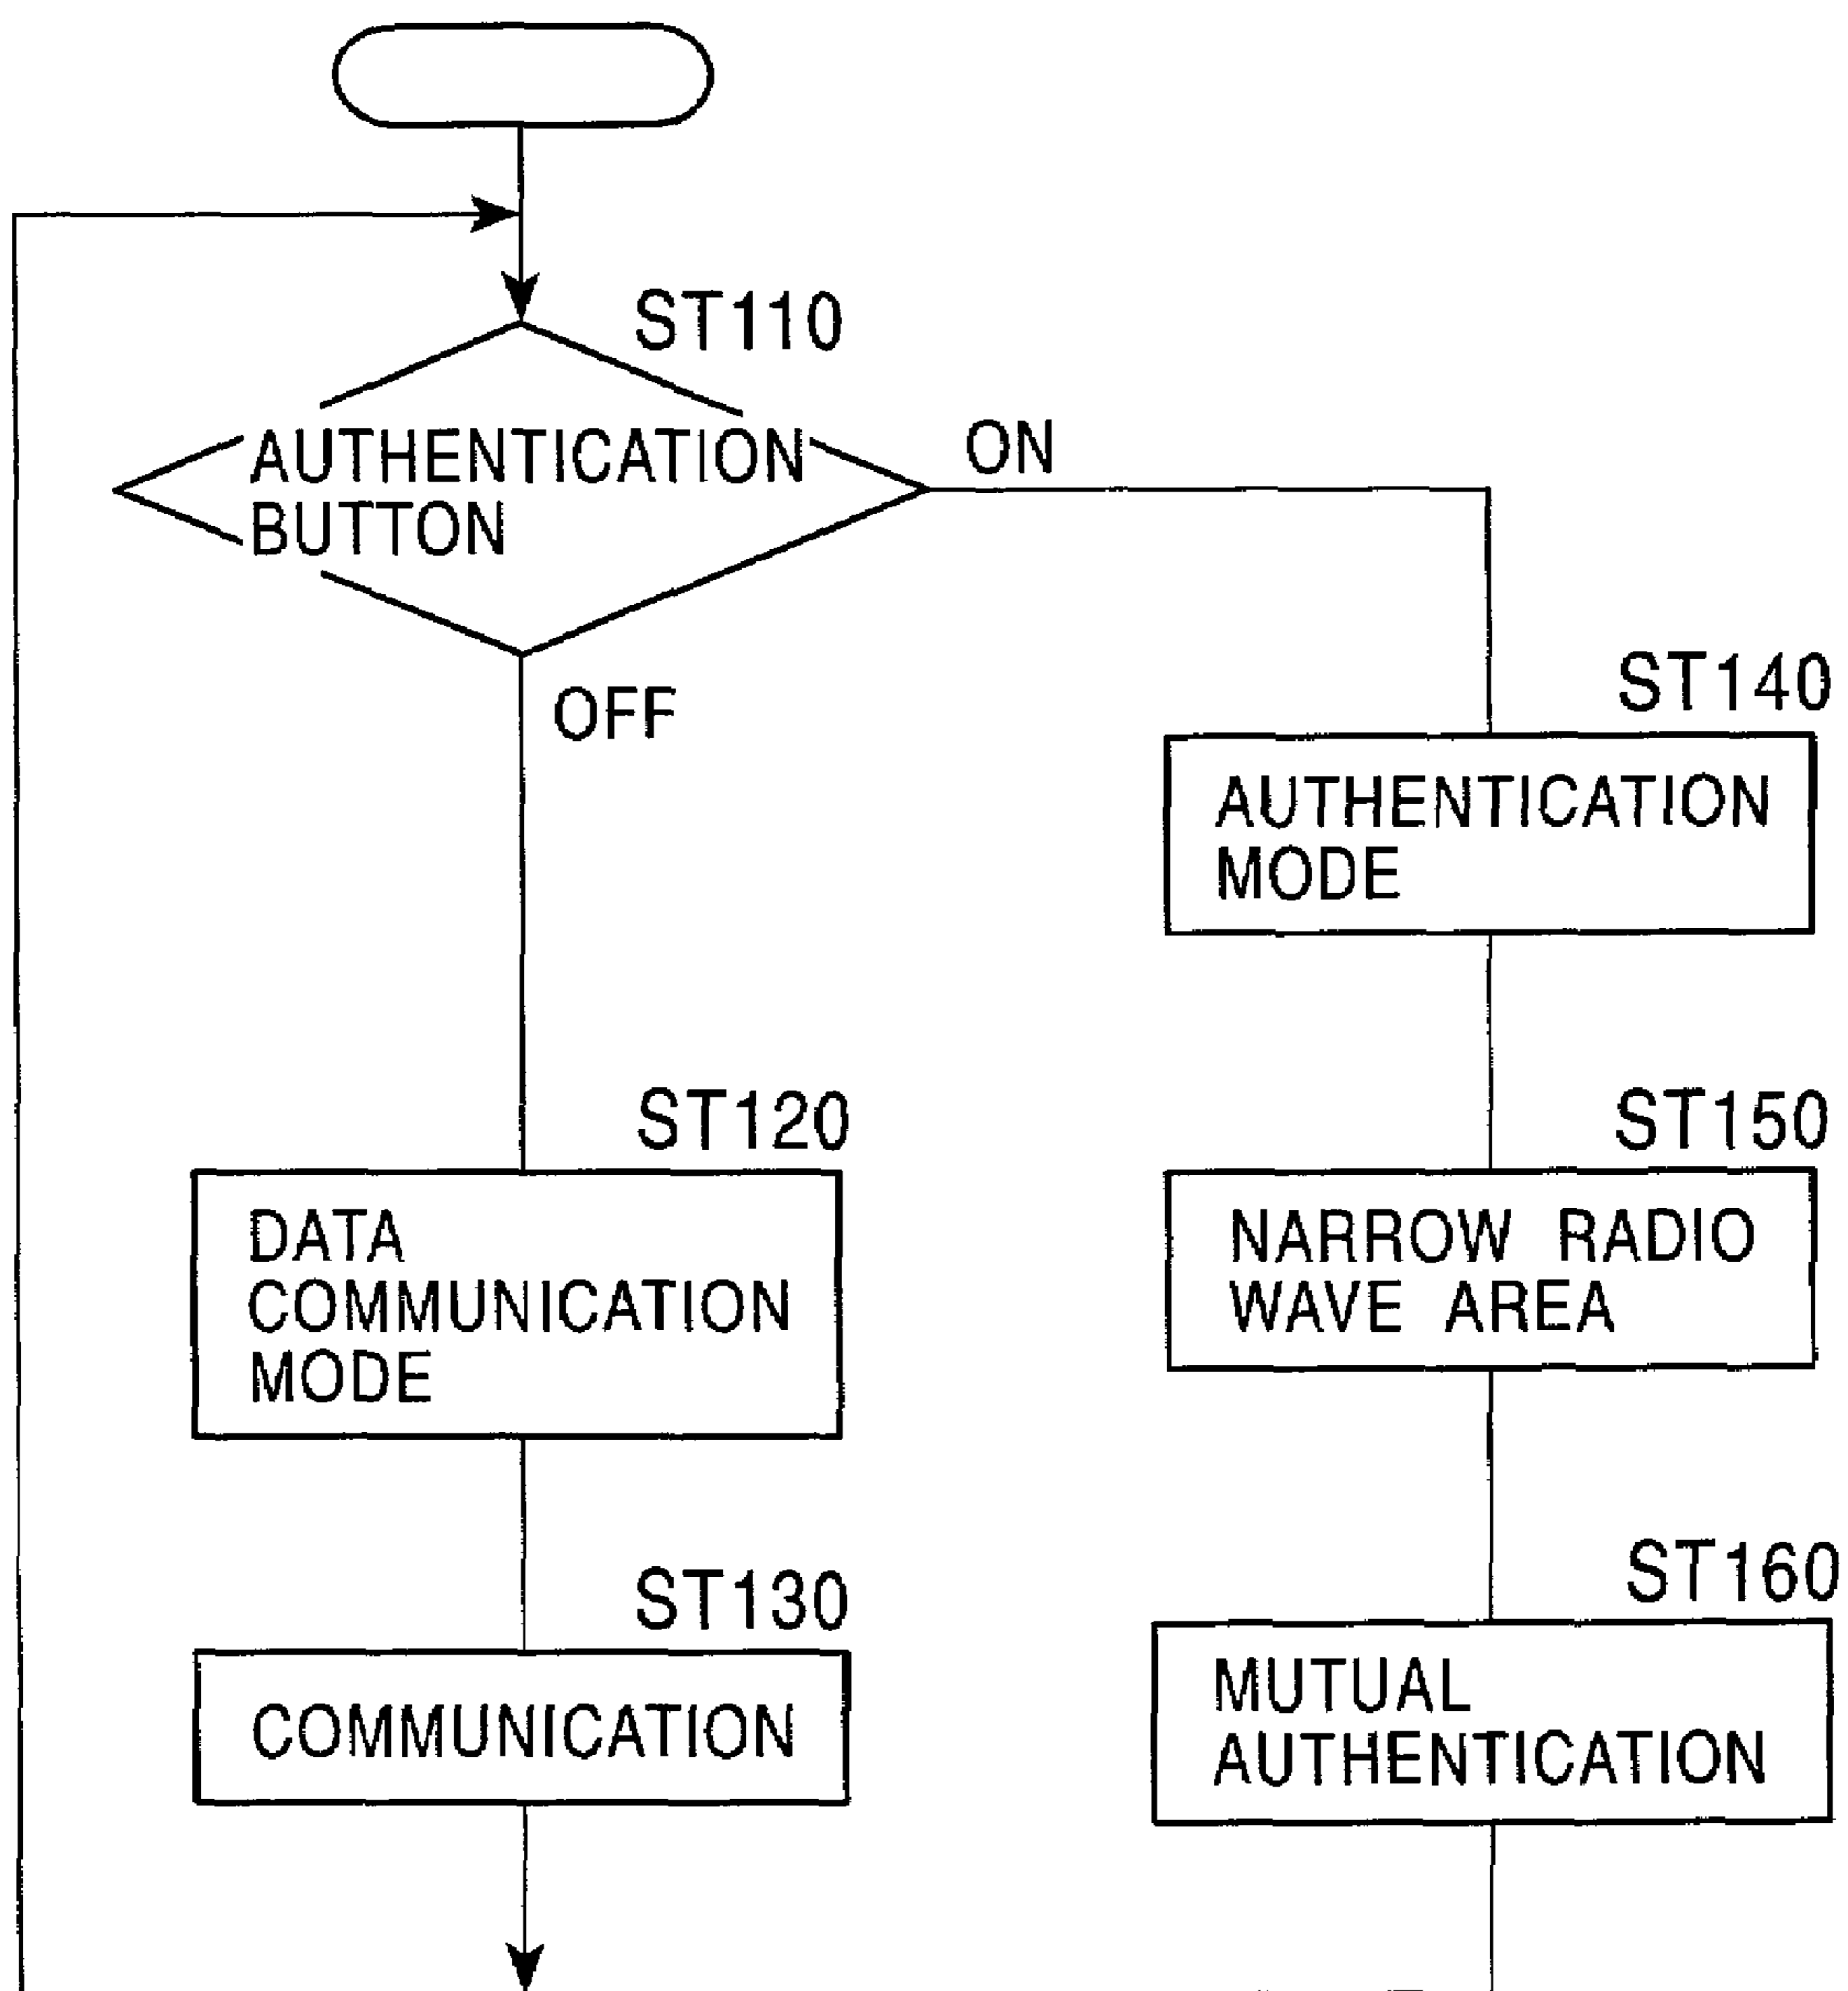 ST110
AUTHENTICATION
BUTTON
ON
OFF
ST120
DATA
COMMUNICATION
MODE
ST130
COMMUNICATION
ST140
AUTHENTICATION
MODE
ST150
NARROW RADIO
WAVE AREA
ST160
MUTUAL
AUTHENTICATION